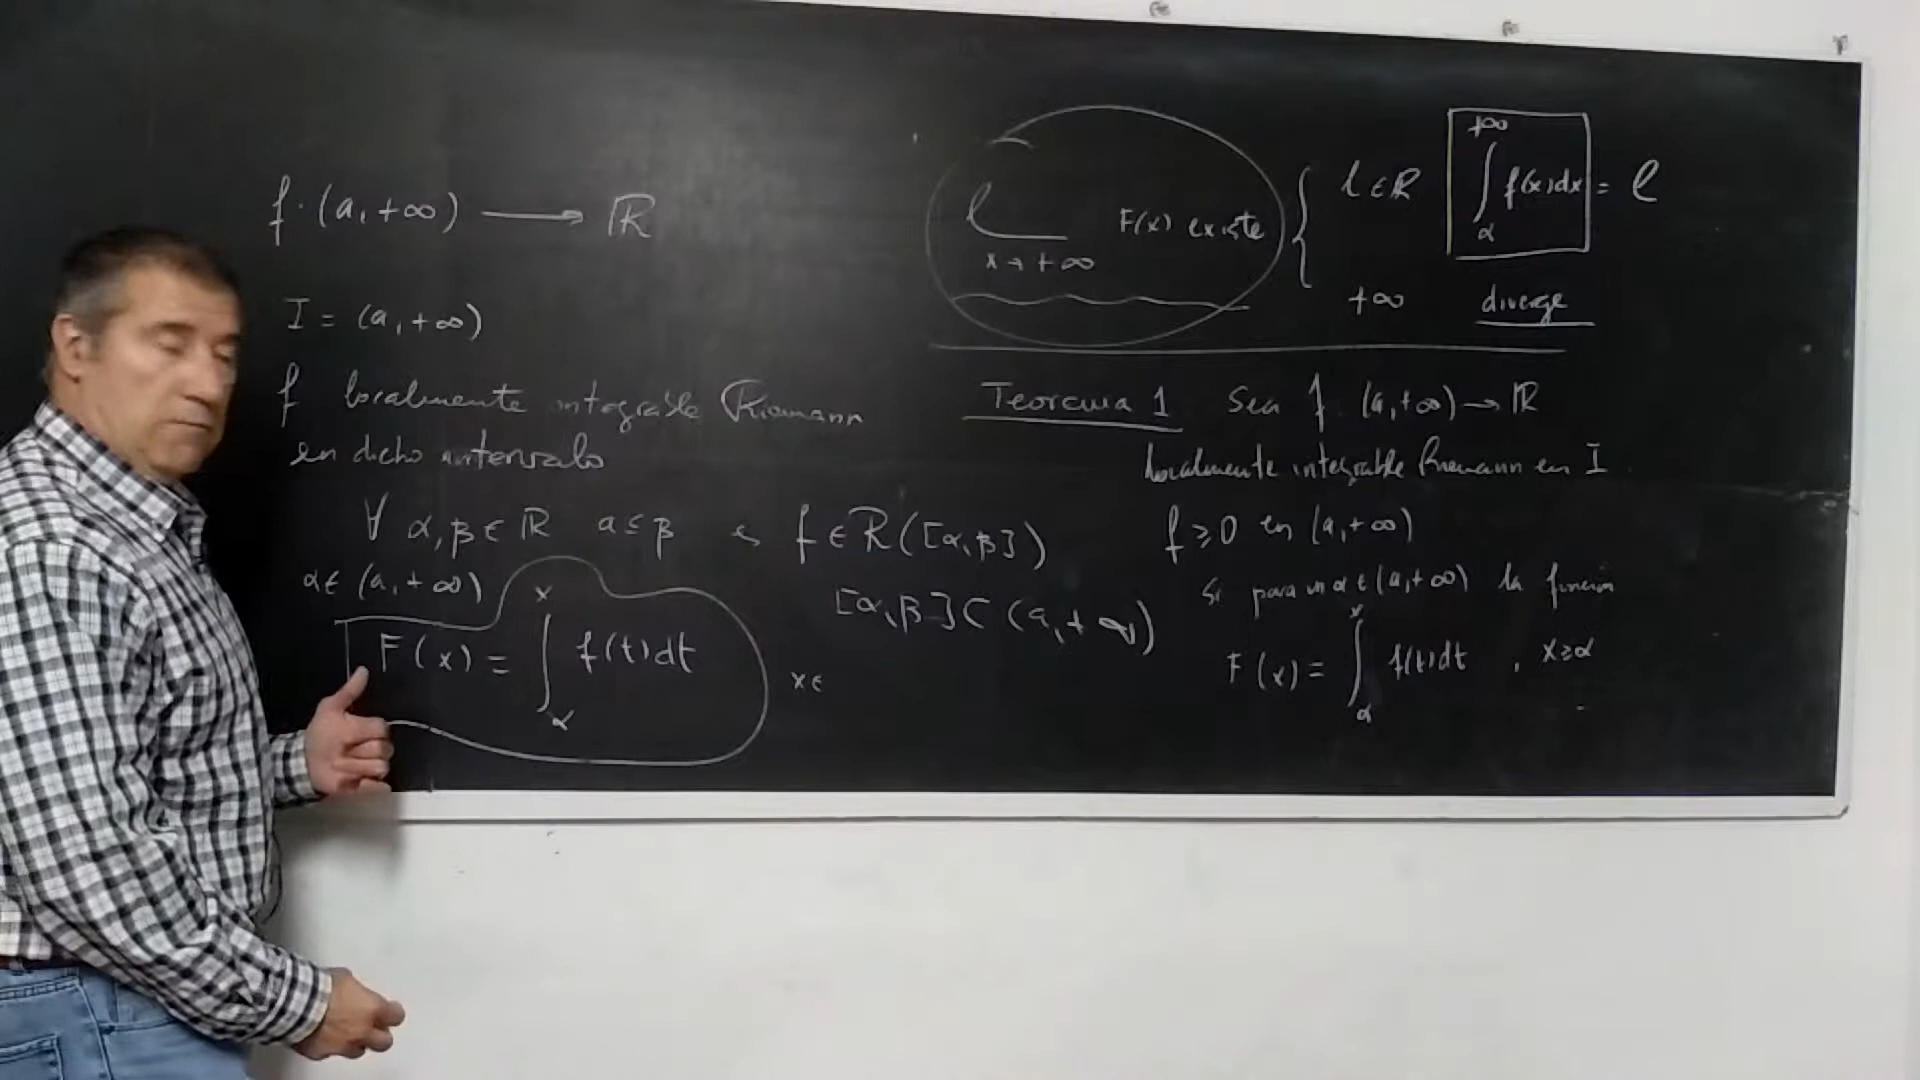 f: (a, +∞) ⟶ ℝ
I = (a, +∞)
f localmente integrable Riemann
en dicho intervalo
∀ α, β ∈ ℝ a ≤ β es f ∈ R([α, β])
[α, β] ⊂ (a, +∞)
α ∈ (a, +∞)
F(x) = ∫_α^x f(t)dt x ∈
l x → +∞ F(x) existe { l ∈ ℝ ∫_α^{+∞} f(x)dx = l
+∞ diverge
Teorema 1 Sea f (a, +∞) → ℝ
localmente integrable Riemann en I
f ≥ 0 en (a, +∞)
Si para un α ∈ (a, +∞) la función
F(x) = ∫_α^x f(t)dt , x ≥ α